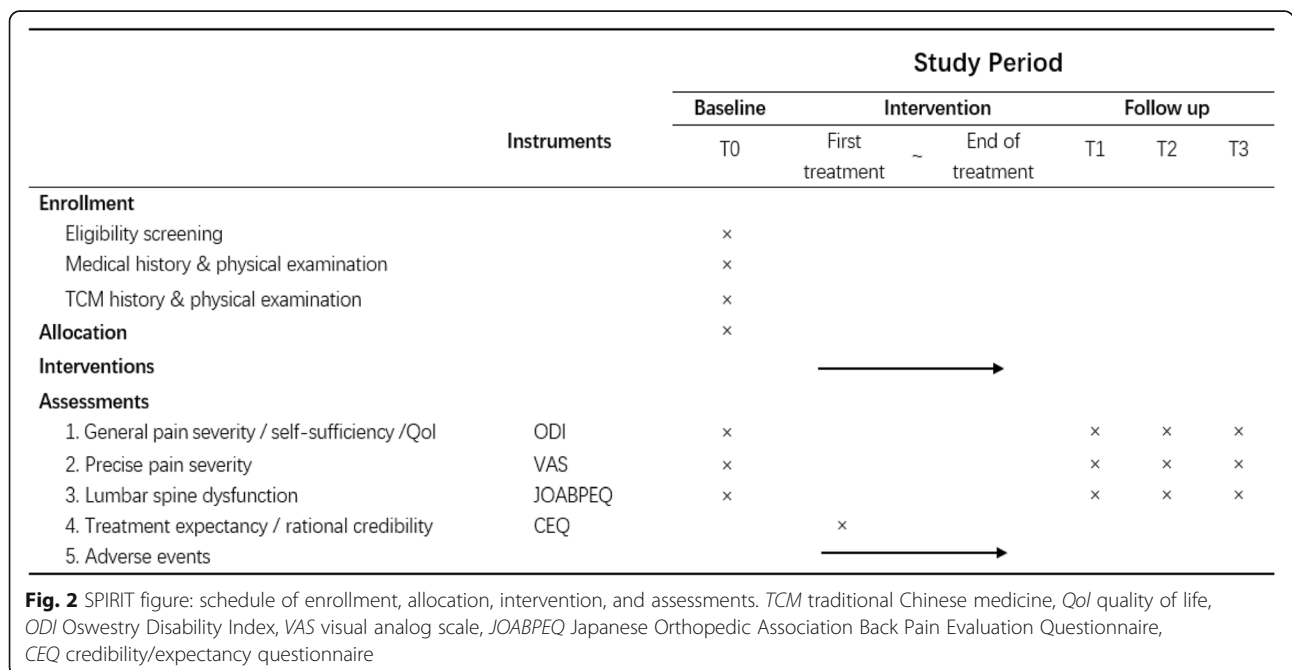 Study Period
Baseline Intervention Follow up
Instruments
T0 First treatment ~ End of treatment T1 T2 T3
Enrollment
Eligibility screening ×
Medical history & physical examination ×
TCM history & physical examination ×
Allocation ×
Interventions
Assessments
1. General pain severity / self-sufficiency /Qol ODI × × × ×
2. Precise pain severity VAS × × × ×
3. Lumbar spine dysfunction JOABPEQ × × × ×
4. Treatment expectancy / rational credibility CEQ ×
5. Adverse events
Fig. 2 SPIRIT figure: schedule of enrollment, allocation, intervention, and assessments. TCM traditional Chinese medicine, Qol quality of life,
ODI Oswestry Disability Index, VAS visual analog scale, JOABPEQ Japanese Orthopedic Association Back Pain Evaluation Questionnaire,
CEQ credibility/expectancy questionnaire